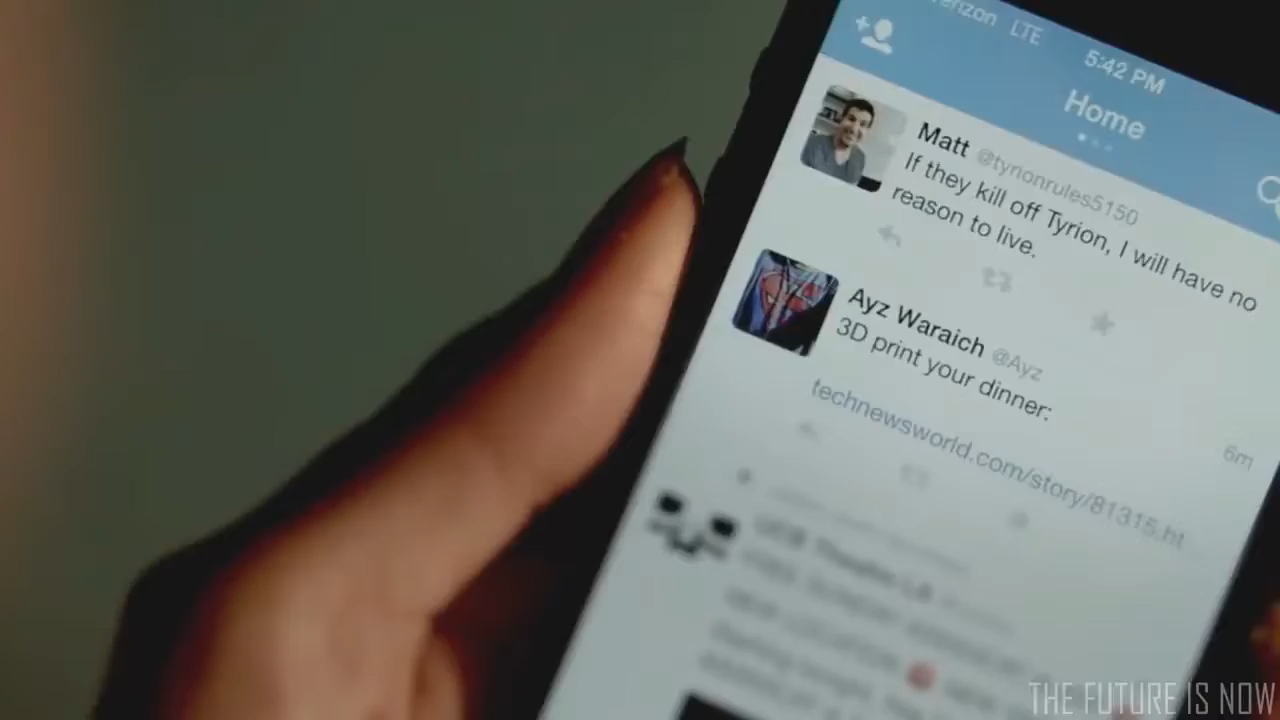 verizon LTE 5:42 PM
Home
Matt @tyrionrules5150
If they kill off Tyrion, I will have no
reason to live.
Ayz Waraich @Ayz
3D print your dinner:
6m
technewsworld.com/story/81315.ht
THE FUTURE IS NOW